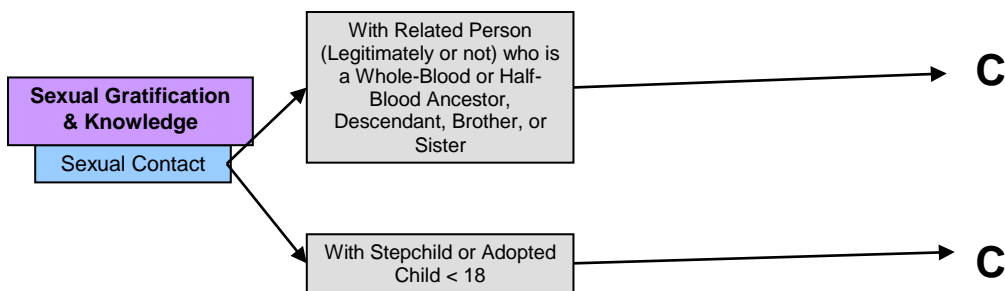 With Related Person
(Legitimately or not) who is
a Whole-Blood or Half-
Blood Ancestor,
Descendant, Brother, or
Sister
C
Sexual Gratification
& Knowledge
Sexual Contact
With Stepchild or Adopted
Child < 18
C